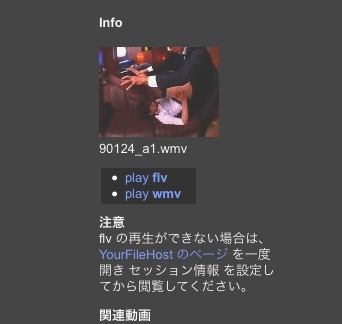 Info
90124_a1.wmv
play flv
play wmv
注意
flv の再生ができない場合は、
YourFileHost のページ を一度
開き セッション情報 を設定し
てから閲覧してください。
関連動画